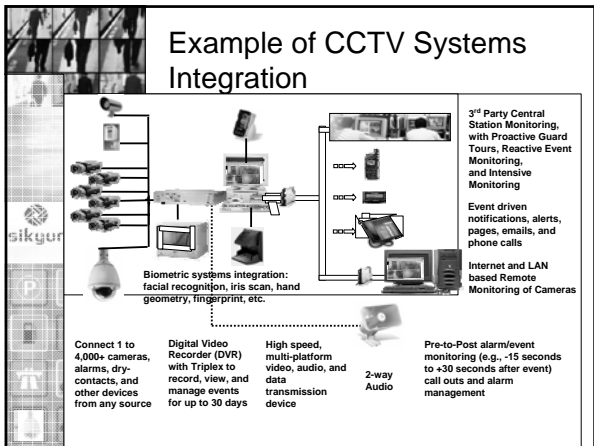 Example of CCTV Systems
Integration
3rd Party Central
Station Monitoring,
with Proactive Guard
Tours, Reactive Event
Monitoring,
and Intensive
Monitoring
Event driven
notifications, alerts,
pages, emails, and
phone calls
Internet and LAN
based Remote
Monitoring of Cameras
sikyur
P
Biometric systems integration:
facial recognition, iris scan, hand
geometry, fingerprint, etc.
Connect 1 to
4,000+ cameras,
alarms, dry-
contacts, and
other devices
from any source
Digital Video
Recorder (DVR)
with Triplex to
record, view, and
manage events
for up to 30 days
High speed,
multi-platform
video, audio, and
data
transmission
device
2-way
Audio
Pre-to-Post alarm/event
monitoring (e.g., -15 seconds
to +30 seconds after event)
call outs and alarm
management